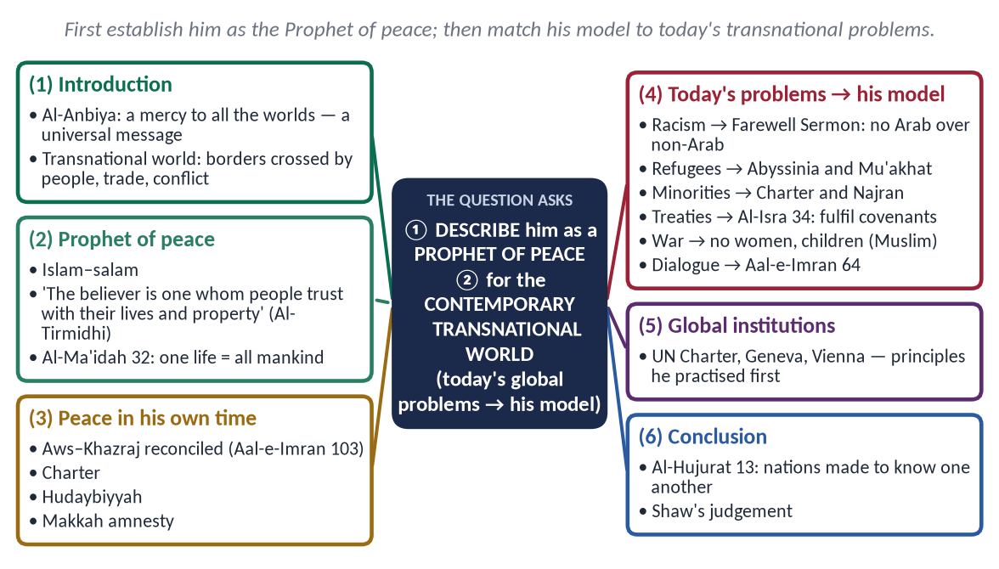 First establish him as the Prophet of peace; then match his model to today's transnational problems.
(1) Introduction
• Al-Anbiya: a mercy to all the worlds — a
universal message
• Transnational world: borders crossed by
people, trade, conflict
(2) Prophet of peace
• Islam–salam
• 'The believer is one whom people trust
with their lives and property' (Al-
Tirmidhi)
• Al-Ma'idah 32: one life = all mankind
(3) Peace in his own time
• Aws–Khazraj reconciled (Aal-e-Imran 103)
• Charter
• Hudaybiyyah
• Makkah amnesty
THE QUESTION ASKS
① DESCRIBE him as a
PROPHET OF PEACE
② for the
CONTEMPORARY
TRANSNATIONAL
WORLD
(today's global
problems → his model)
(4) Today's problems → his model
• Racism → Farewell Sermon: no Arab over
non-Arab
• Refugees → Abyssinia and Mu'akhat
• Minorities → Charter and Najran
• Treaties → Al-Isra 34: fulfil covenants
• War → no women, children (Muslim)
• Dialogue → Aal-e-Imran 64
(5) Global institutions
• UN Charter, Geneva, Vienna — principles
he practised first
(6) Conclusion
• Al-Hujurat 13: nations made to know one
another
• Shaw's judgement